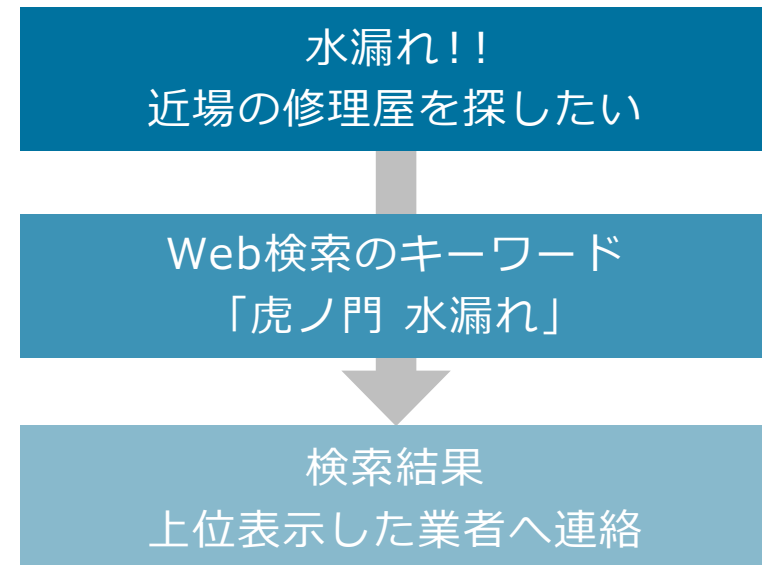 水漏れ!!
近場の修理屋を探したい
Web検索のキーワード
「虎ノ門 水漏れ」
検索結果
上位表示した業者へ連絡